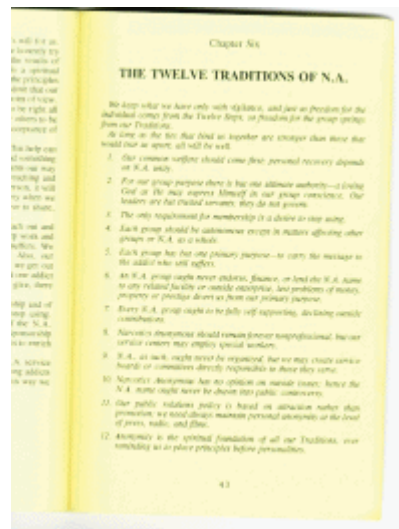 Chapter Six
THE TWELVE TRADITIONS OF N.A.
We keep what we have only with vigilance, and just as freedom for the
individual comes from the Twelve Steps, so freedom for the group springs
from our Traditions.
As long as the ties that bind us together are stronger than those that
would tear us apart, all will be well.
1. Our common welfare should come first; personal recovery depends
on N.A. unity.
2. For our group purpose there is but one ultimate authority—a loving
God as He may express Himself in our group conscience. Our
leaders are but trusted servants, they do not govern.
3. The only requirement for membership is a desire to stop using.
4. Each group should be autonomous except in matters affecting other
groups or N.A. as a whole.
5. Each group has but one primary purpose—to carry the message to
the addict who still suffers.
6. An N.A. group ought never endorse, finance, or lend the N.A. name
to any related facility or outside enterprise, lest problems of money,
property or prestige divert us from our primary purpose.
7. Every N.A. group ought to be fully self supporting, declining outside
contributions.
8. Narcotics Anonymous should remain forever nonprofessional, but our
service centers may employ special workers.
9. N.A., as such, ought never be organized, but we may create service
boards or committees directly responsible to those they serve.
10. Narcotics Anonymous has no opinion on outside issues; hence the
N.A. name ought never be drawn into public controversy.
11. Our public relations policy is based on attraction rather than
promotion; we need always maintain personal anonymity at the level
of press, radio, and films.
12. Anonymity is the spiritual foundation of all our Traditions, ever
reminding us to place principles before personalities.